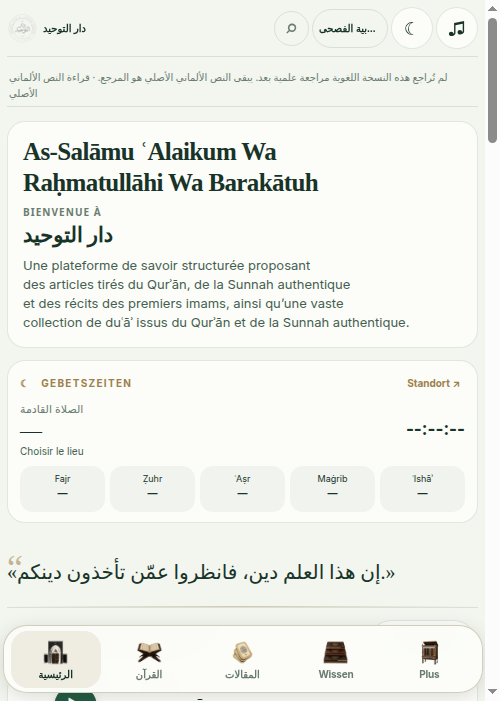 دار التوحيد
...بية الفصحى
لم تُراجع هذه النسخة اللغوية مراجعة علمية بعد. يبقى النص الألماني الأصلي هو المرجع. · قراءة النص الألماني
الأصلي
As-Salāmu ʿAlaikum Wa
Raḥmatullāhi Wa Barakātuh
BIENVENUE À
دار التوحيد
Une plateforme de savoir structurée proposant
des articles tirés du Qurʾān, de la Sunnah authentique
et des récits des premiers imams, ainsi qu’une vaste
collection de duʿāʾ issus du Qurʾān et de la Sunnah authentique.
GEBETSZEITEN
Standort ↗
الصلاة القادمة
—
--:--:--
Choisir le lieu
Fajr
Ẓuhr
ʿAṣr
Maġrib
ʿIshāʾ
— — — — —
«إن هذا العلم دين، فانظروا عمّن تأخذون دينكم.»
الرئيسية
القرآن
المقالات
Wissen
Plus